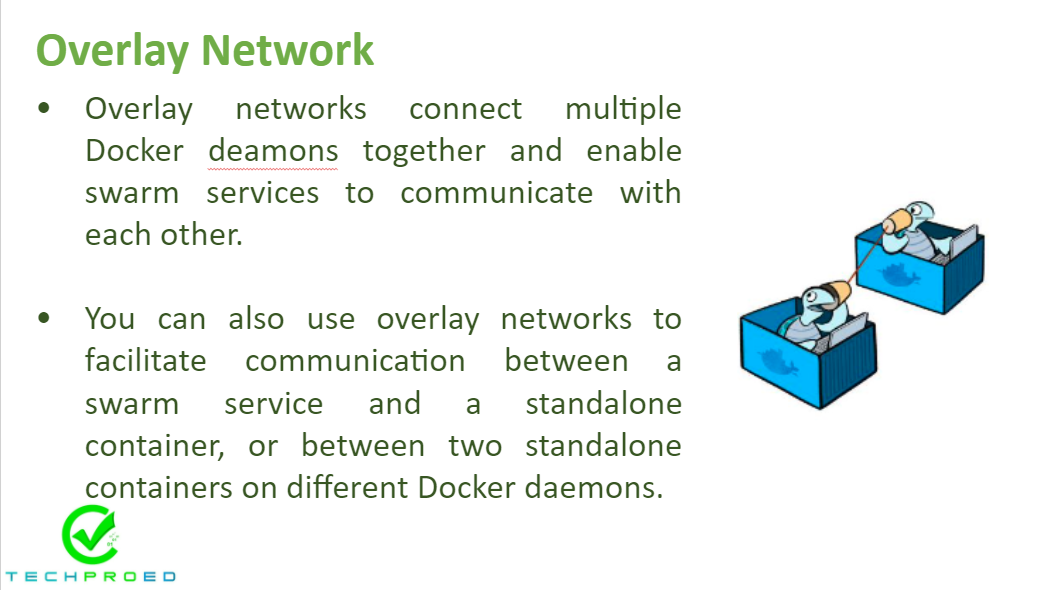 Overlay Network
• Overlay networks connect multiple
Docker deamons together and enable
swarm services to communicate with
each other.
• You can also use overlay networks to
facilitate communication between a
swarm service and a standalone
container, or between two standalone
containers on different Docker daemons.
TECHPROED